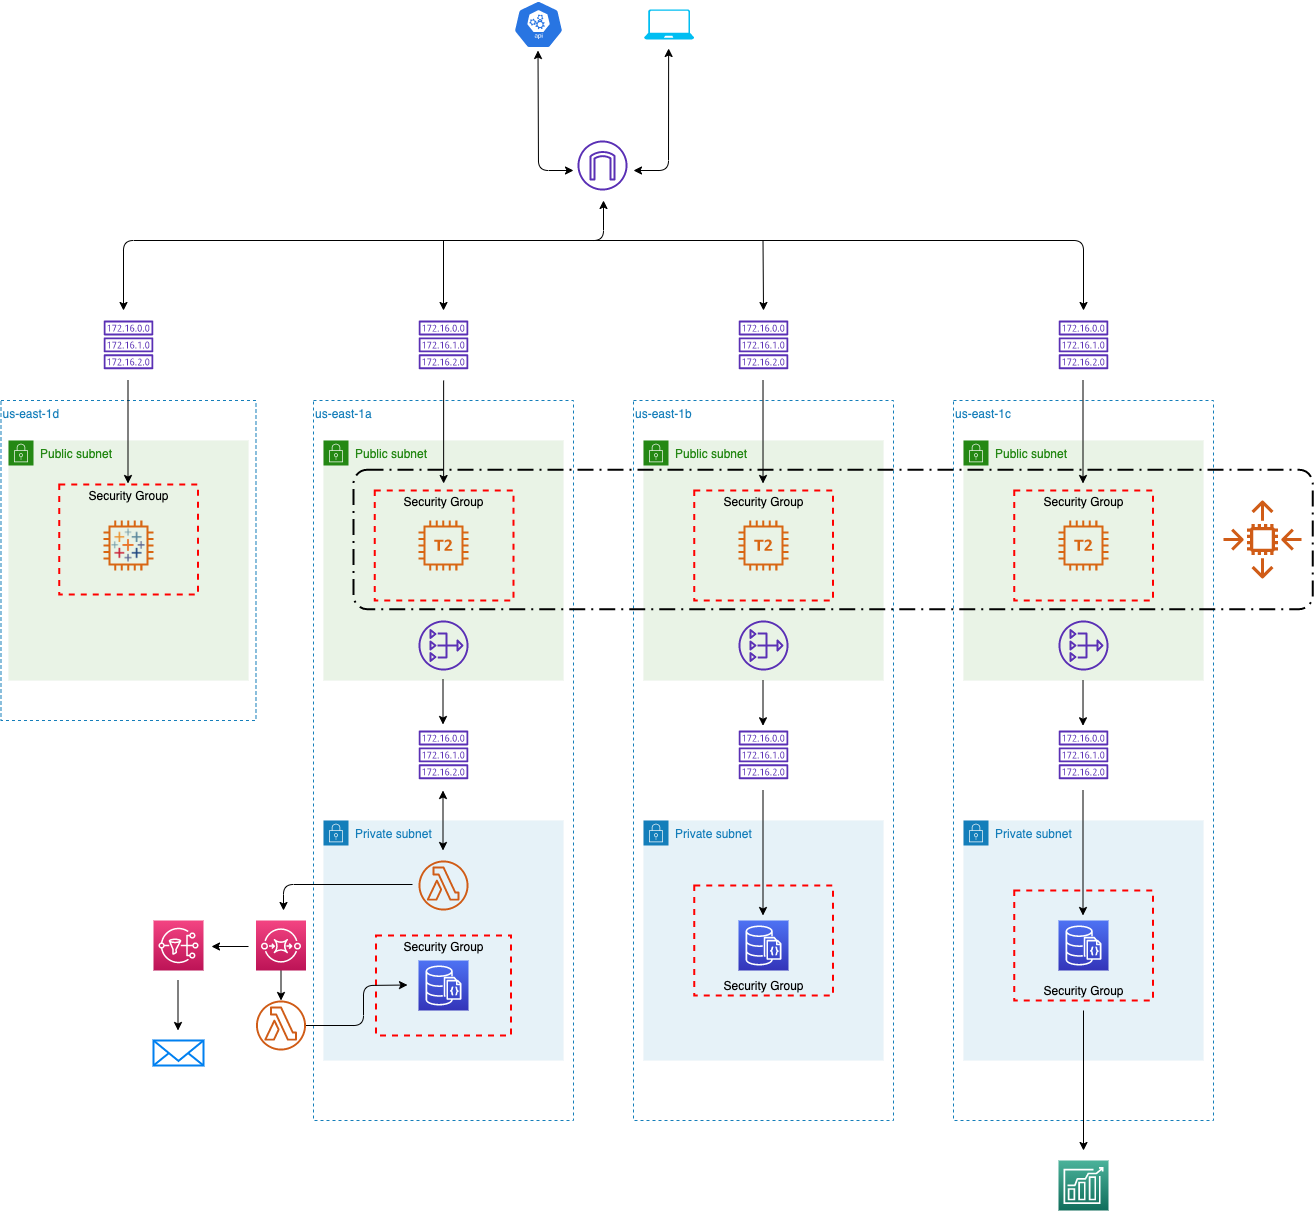 api
172.16.0.0
172.16.1.0
172.16.2.0
172.16.0.0
172.16.1.0
172.16.2.0
172.16.0.0
172.16.1.0
172.16.2.0
172.16.0.0
172.16.1.0
172.16.2.0
us-east-1d
us-east-1a
us-east-1b
us-east-1c
Public subnet
Public subnet
Public subnet
Public subnet
Security Group
Security Group
Security Group
Security Group
T2
T2
T2
172.16.0.0
172.16.1.0
172.16.2.0
172.16.0.0
172.16.1.0
172.16.2.0
172.16.0.0
172.16.1.0
172.16.2.0
Private subnet
Private subnet
Private subnet
Security Group
{}
Security Group
{}
Security Group
{}